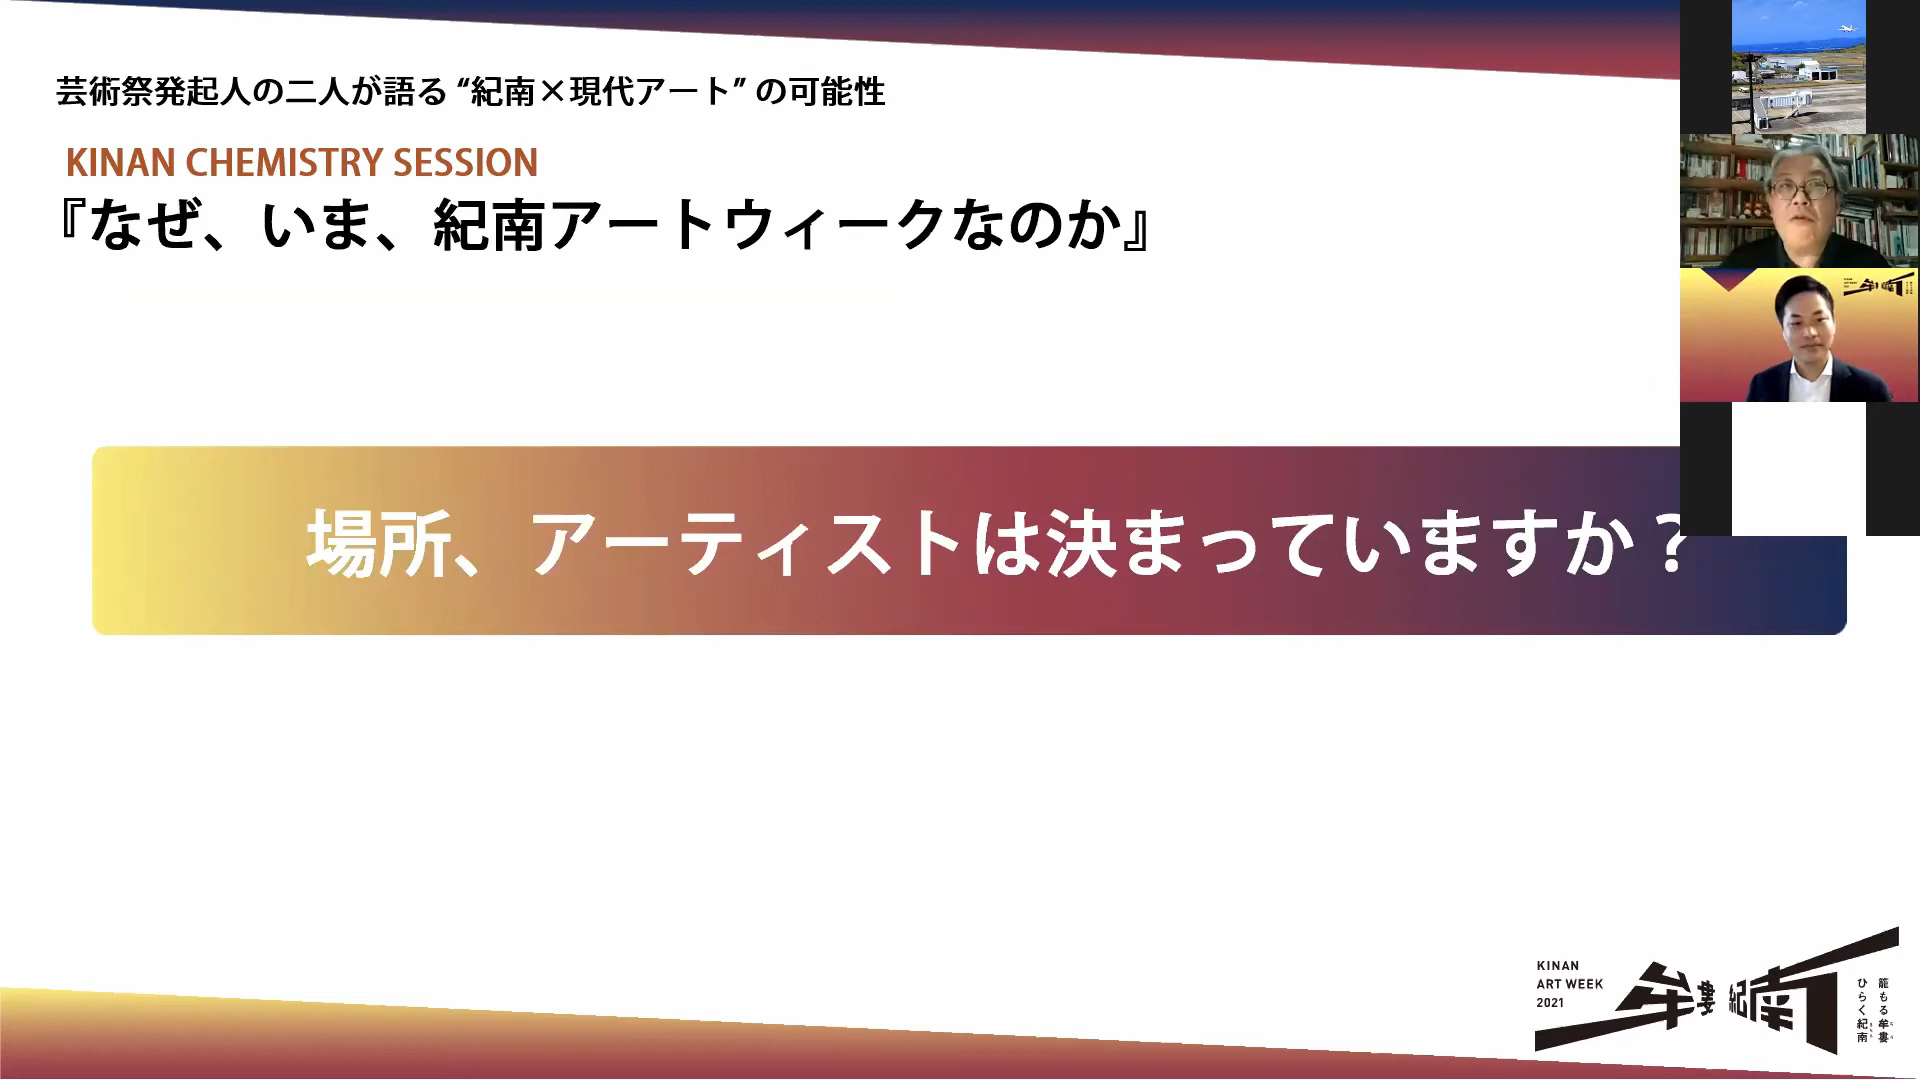 芸術祭発起人の二人が語る “紀南×現代アート” の可能性
KINAN CHEMISTRY SESSION
『なぜ、いま、紀南アートウィークなのか』
場所、アーティストは決まっていますか？
KINAN
ART WEEK
2021
牟婁 紀南
籠もる牟婁
ひらく紀南